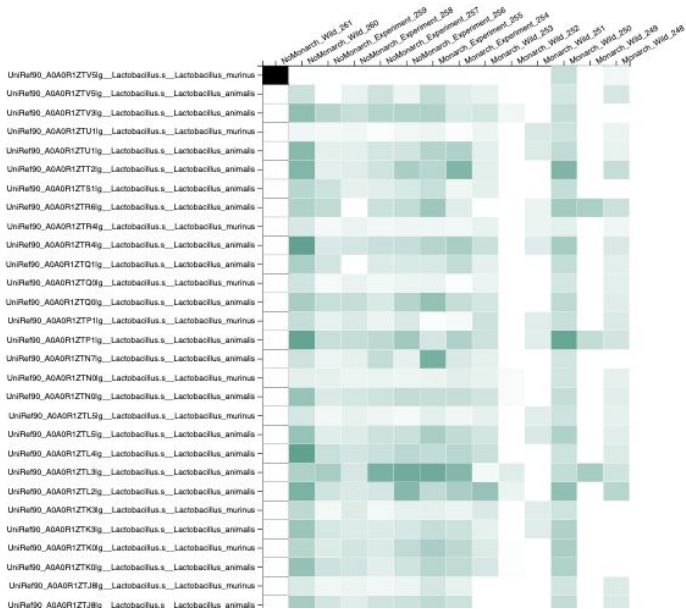 NoMonarch_Wild_261
NoMonarch_Wild_260
NoMonarch_Experiment_259
NoMonarch_Experiment_258
NoMonarch_Experiment_257
NoMonarch_Experiment_256
Monarch_Experiment_255
Monarch_Experiment_254
Monarch_Wild_253
Monarch_Wild_252
Monarch_Wild_251
Monarch_Wild_250
Monarch_Wild_249
Monarch_Wild_248
UniRef90_A0A0R1ZTV5|g__Lactobacillus.s__Lactobacillus_murinus
UniRef90_A0A0R1ZTV5|g__Lactobacillus.s__Lactobacillus_animalis
UniRef90_A0A0R1ZTV3|g__Lactobacillus.s__Lactobacillus_animalis
UniRef90_A0A0R1ZTU1|g__Lactobacillus.s__Lactobacillus_murinus
UniRef90_A0A0R1ZTU1|g__Lactobacillus.s__Lactobacillus_animalis
UniRef90_A0A0R1ZTT2|g__Lactobacillus.s__Lactobacillus_animalis
UniRef90_A0A0R1ZTS1|g__Lactobacillus.s__Lactobacillus_animalis
UniRef90_A0A0R1ZTR6|g__Lactobacillus.s__Lactobacillus_animalis
UniRef90_A0A0R1ZTR4|g__Lactobacillus.s__Lactobacillus_murinus
UniRef90_A0A0R1ZTR4|g__Lactobacillus.s__Lactobacillus_animalis
UniRef90_A0A0R1ZTQ1|g__Lactobacillus.s__Lactobacillus_animalis
UniRef90_A0A0R1ZTQ0|g__Lactobacillus.s__Lactobacillus_murinus
UniRef90_A0A0R1ZTQ0|g__Lactobacillus.s__Lactobacillus_animalis
UniRef90_A0A0R1ZTP1|g__Lactobacillus.s__Lactobacillus_murinus
UniRef90_A0A0R1ZTP1|g__Lactobacillus.s__Lactobacillus_animalis
UniRef90_A0A0R1ZTN7|g__Lactobacillus.s__Lactobacillus_animalis
UniRef90_A0A0R1ZTN0|g__Lactobacillus.s__Lactobacillus_murinus
UniRef90_A0A0R1ZTN0|g__Lactobacillus.s__Lactobacillus_animalis
UniRef90_A0A0R1ZTL5|g__Lactobacillus.s__Lactobacillus_murinus
UniRef90_A0A0R1ZTL5|g__Lactobacillus.s__Lactobacillus_animalis
UniRef90_A0A0R1ZTL4|g__Lactobacillus.s__Lactobacillus_animalis
UniRef90_A0A0R1ZTL3|g__Lactobacillus.s__Lactobacillus_animalis
UniRef90_A0A0R1ZTL2|g__Lactobacillus.s__Lactobacillus_animalis
UniRef90_A0A0R1ZTK3|g__Lactobacillus.s__Lactobacillus_murinus
UniRef90_A0A0R1ZTK3|g__Lactobacillus.s__Lactobacillus_animalis
UniRef90_A0A0R1ZTK0|g__Lactobacillus.s__Lactobacillus_animalis
UniRef90_A0A0R1ZTK0|g__Lactobacillus.s__Lactobacillus_animalis
UniRef90_A0A0R1ZTJ8|g__Lactobacillus.s__Lactobacillus_murinus
UniRef90_A0A0R1ZTJ8|g__Lactobacillus.s__Lactobacillus_animalis